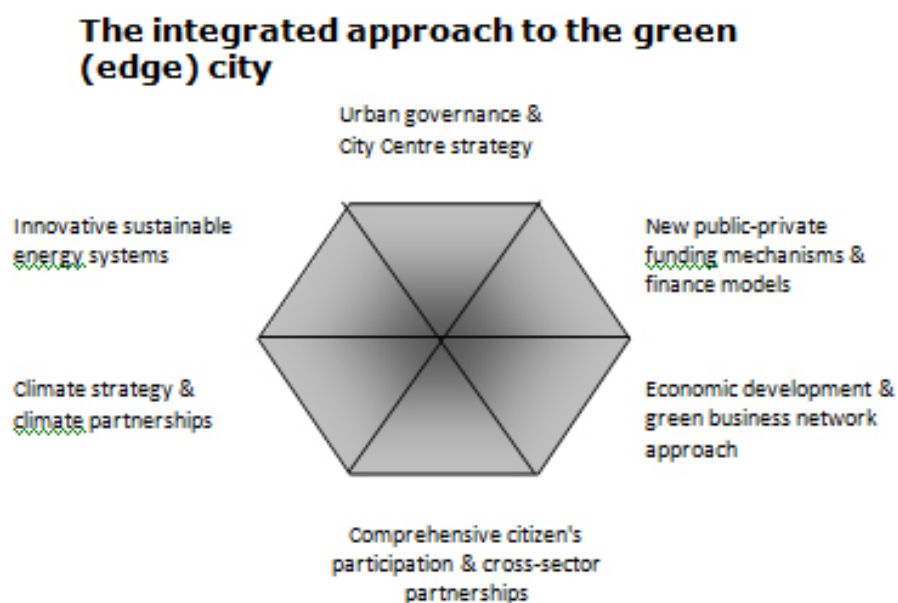 The integrated approach to the green
(edge) city
Urban governance &
City Centre strategy
Innovative sustainable
energy systems
New public-private
funding mechanisms &
finance models
Climate strategy &
climate partnerships
Economic development &
green business network
approach
Comprehensive citizen's
participation & cross-sector
partnerships